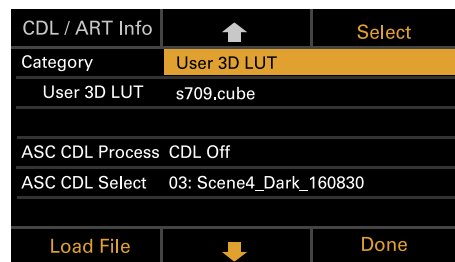 CDL / ART Info Select
Category User 3D LUT
User 3D LUT s709.cube
ASC CDL Process CDL Off
ASC CDL Select 03: Scene4_Dark_160830
Load File Done